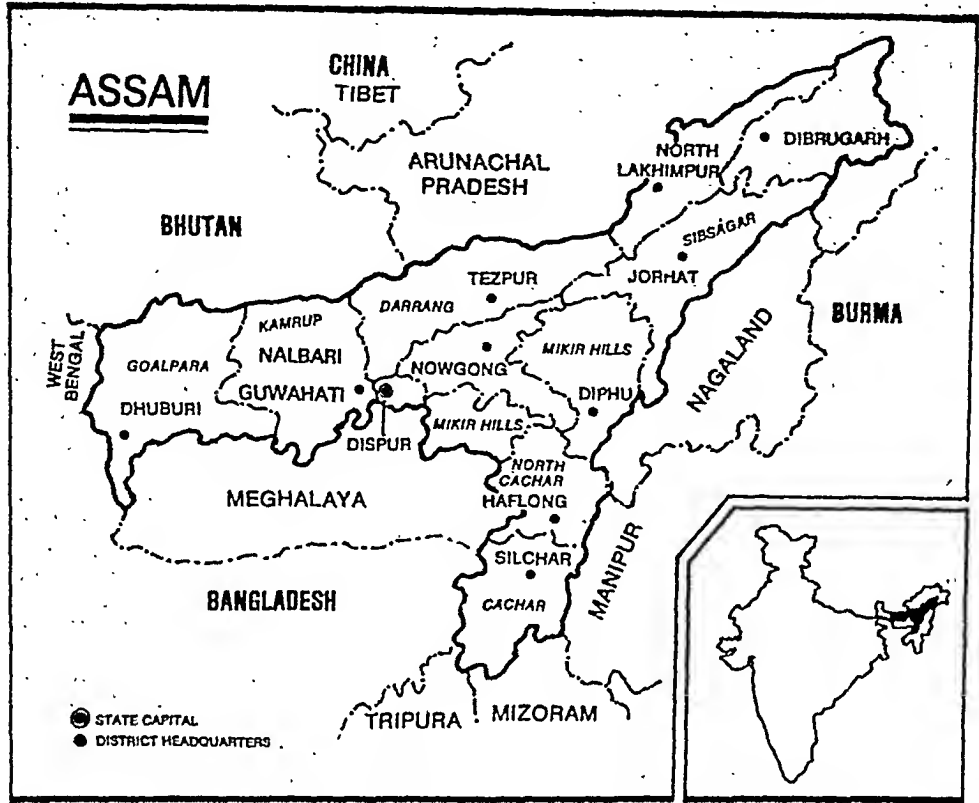 ASSAM
CHINA
TIBET
ARUNACHAL
PRADESH
BHUTAN
NORTH
LAKHIMPUR
DIBRUGARH
SIBSAGAR
JORHAT
TEZPUR
DARRANG
BURMA
KAMRUP
NALBARI
GUWAHATI
WEST
BENGAL
GOALPARA
DHUBURI
NOWGONG
MIKIR HILLS
NAGALAND
DIPHU
DISPUR
MIKIR HILLS
NORTH
CACHAR
HAFLONG
MEGHALAYA
SILCHAR
CACHAR
MANIPUR
BANGLADESH
TRIPURA
MIZORAM
STATE CAPITAL
DISTRICT HEADQUARTERS